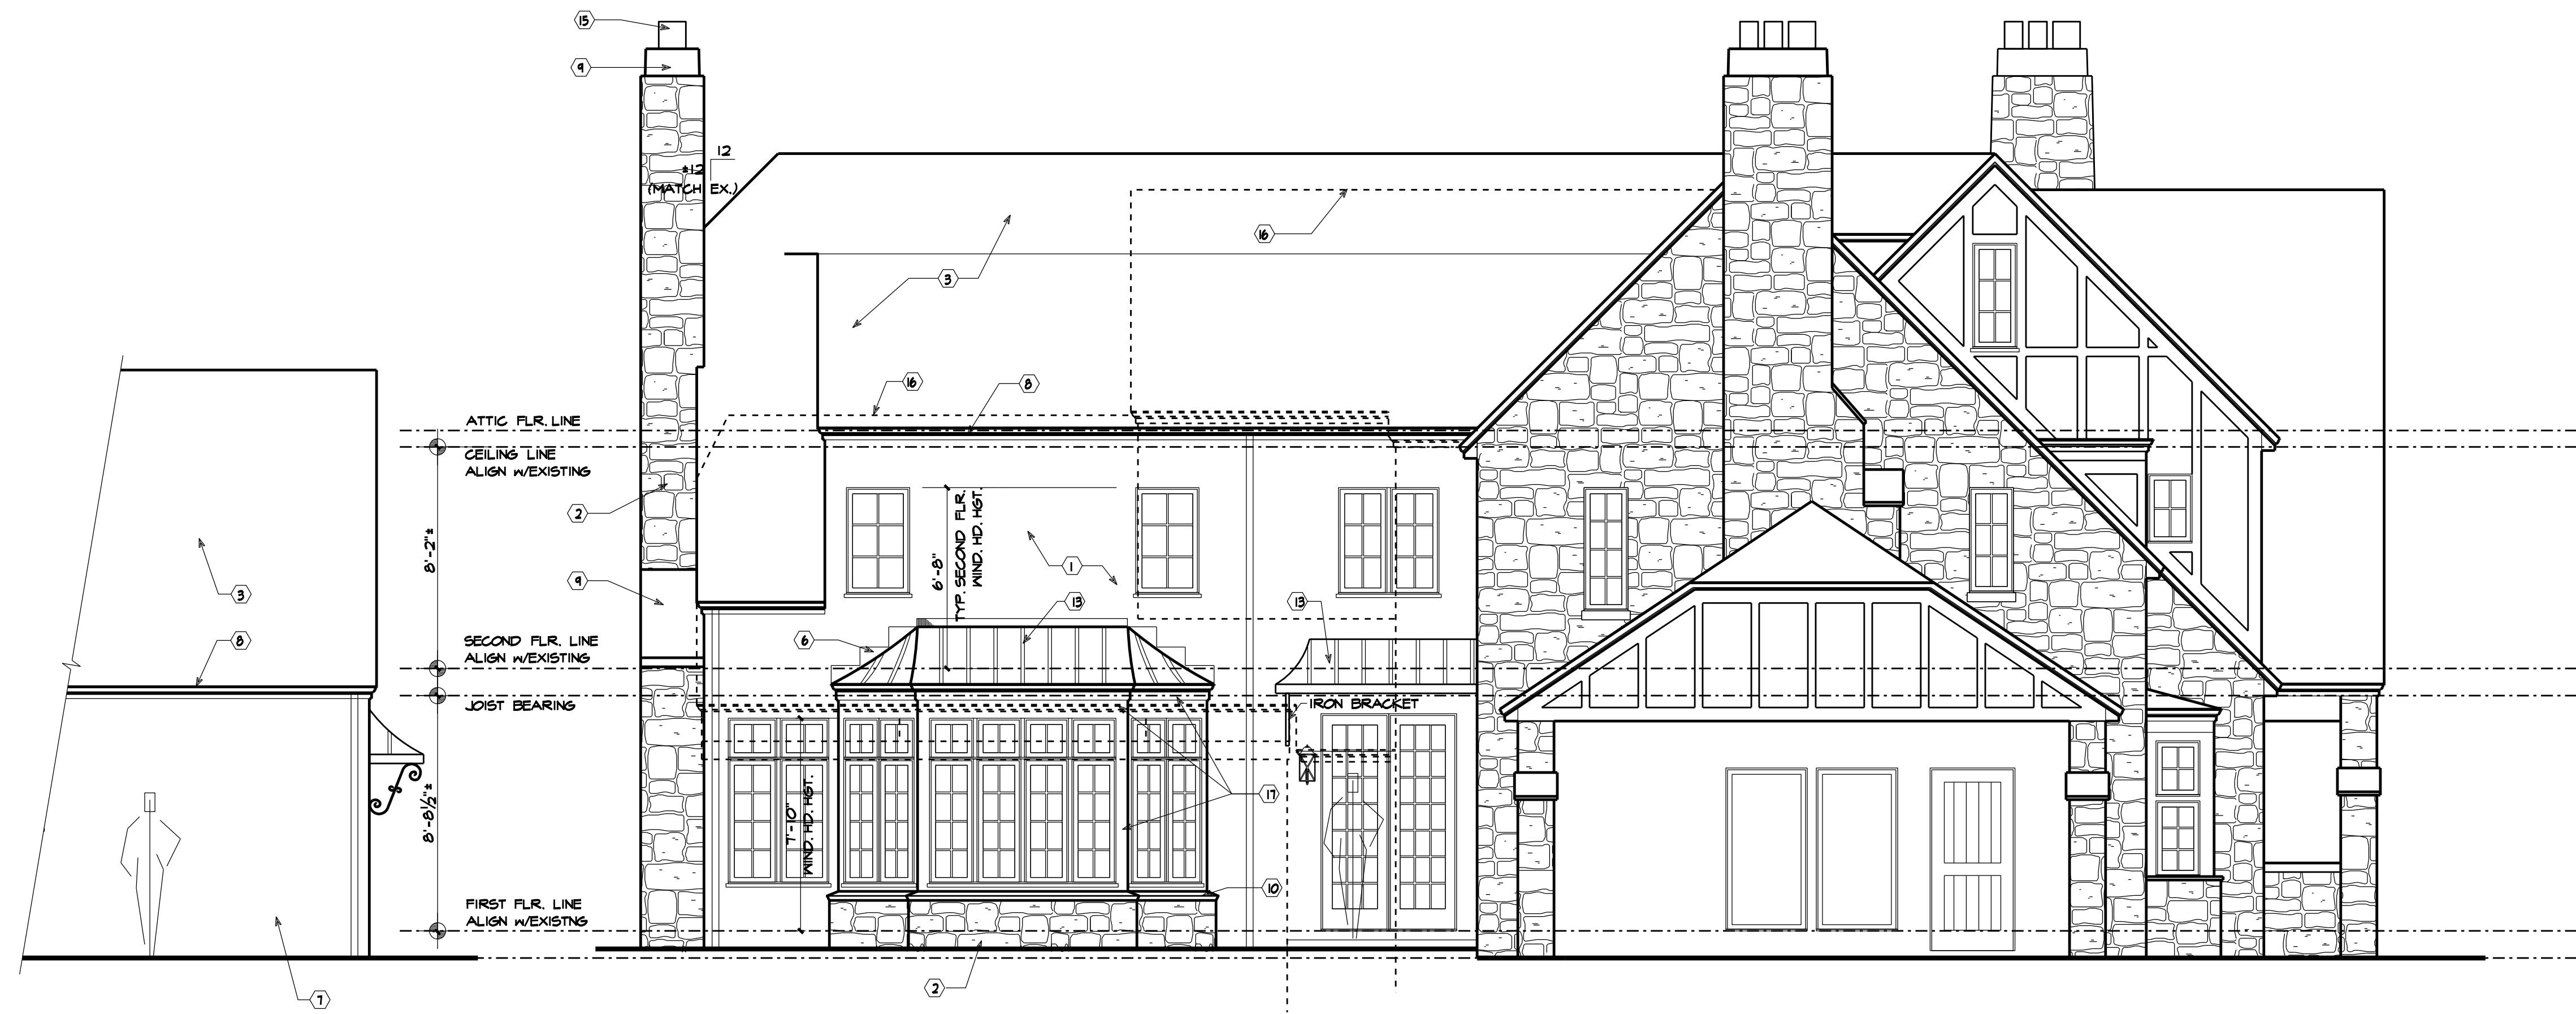 15
9
12
±12
(MATCH EX.)
16
3
16
8
ATTIC FLR. LINE
CEILING LINE
ALIGN W/EXISTING
2
8'-2"±
6'-8"
TYP. SECOND FLR.
WIND. HD. HGT.
1
9
3
13
13
8
SECOND FLR. LINE
ALIGN W/EXISTING
6
JOIST BEARING
IRON BRACKET
17
8'-8½"±
7'-10"
WIND. HD. HGT.
10
FIRST FLR. LINE
ALIGN W/EXISTNG
2
7